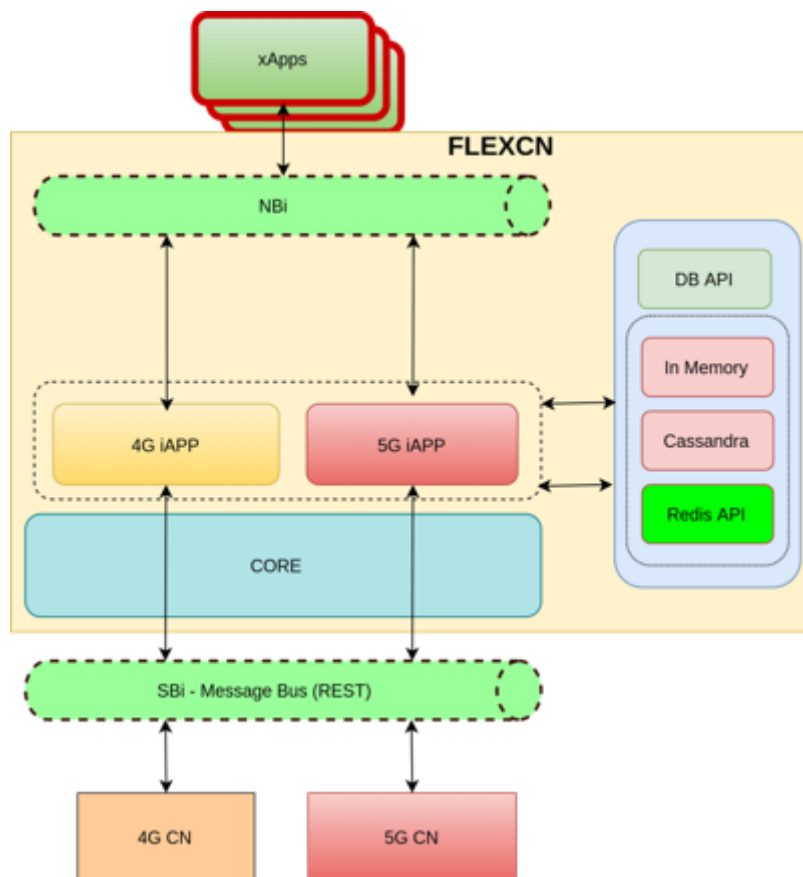 xApps
FLEXCN
NBi
DB API
In Memory
Cassandra
Redis API
4G iAPP
5G iAPP
CORE
SBi - Message Bus (REST)
4G CN
5G CN